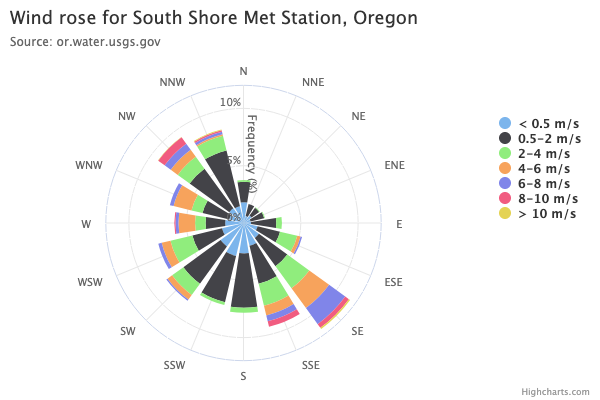 Wind rose for South Shore Met Station, Oregon
Source: or.water.usgs.gov
N
NNE
NE
ENE
E
ESE
SE
SSE
S
SSW
SW
WSW
W
WNW
NW
NNW
10%
Frequency (%)
< 0.5 m/s
0.5–2 m/s
2–4 m/s
4–6 m/s
6–8 m/s
8–10 m/s
> 10 m/s
Highcharts.com